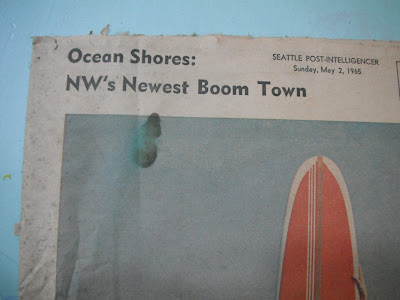 Ocean Shores:
NW's Newest Boom Town
SEATTLE POST-INTELLIGENCER
Sunday, May 2, 1965